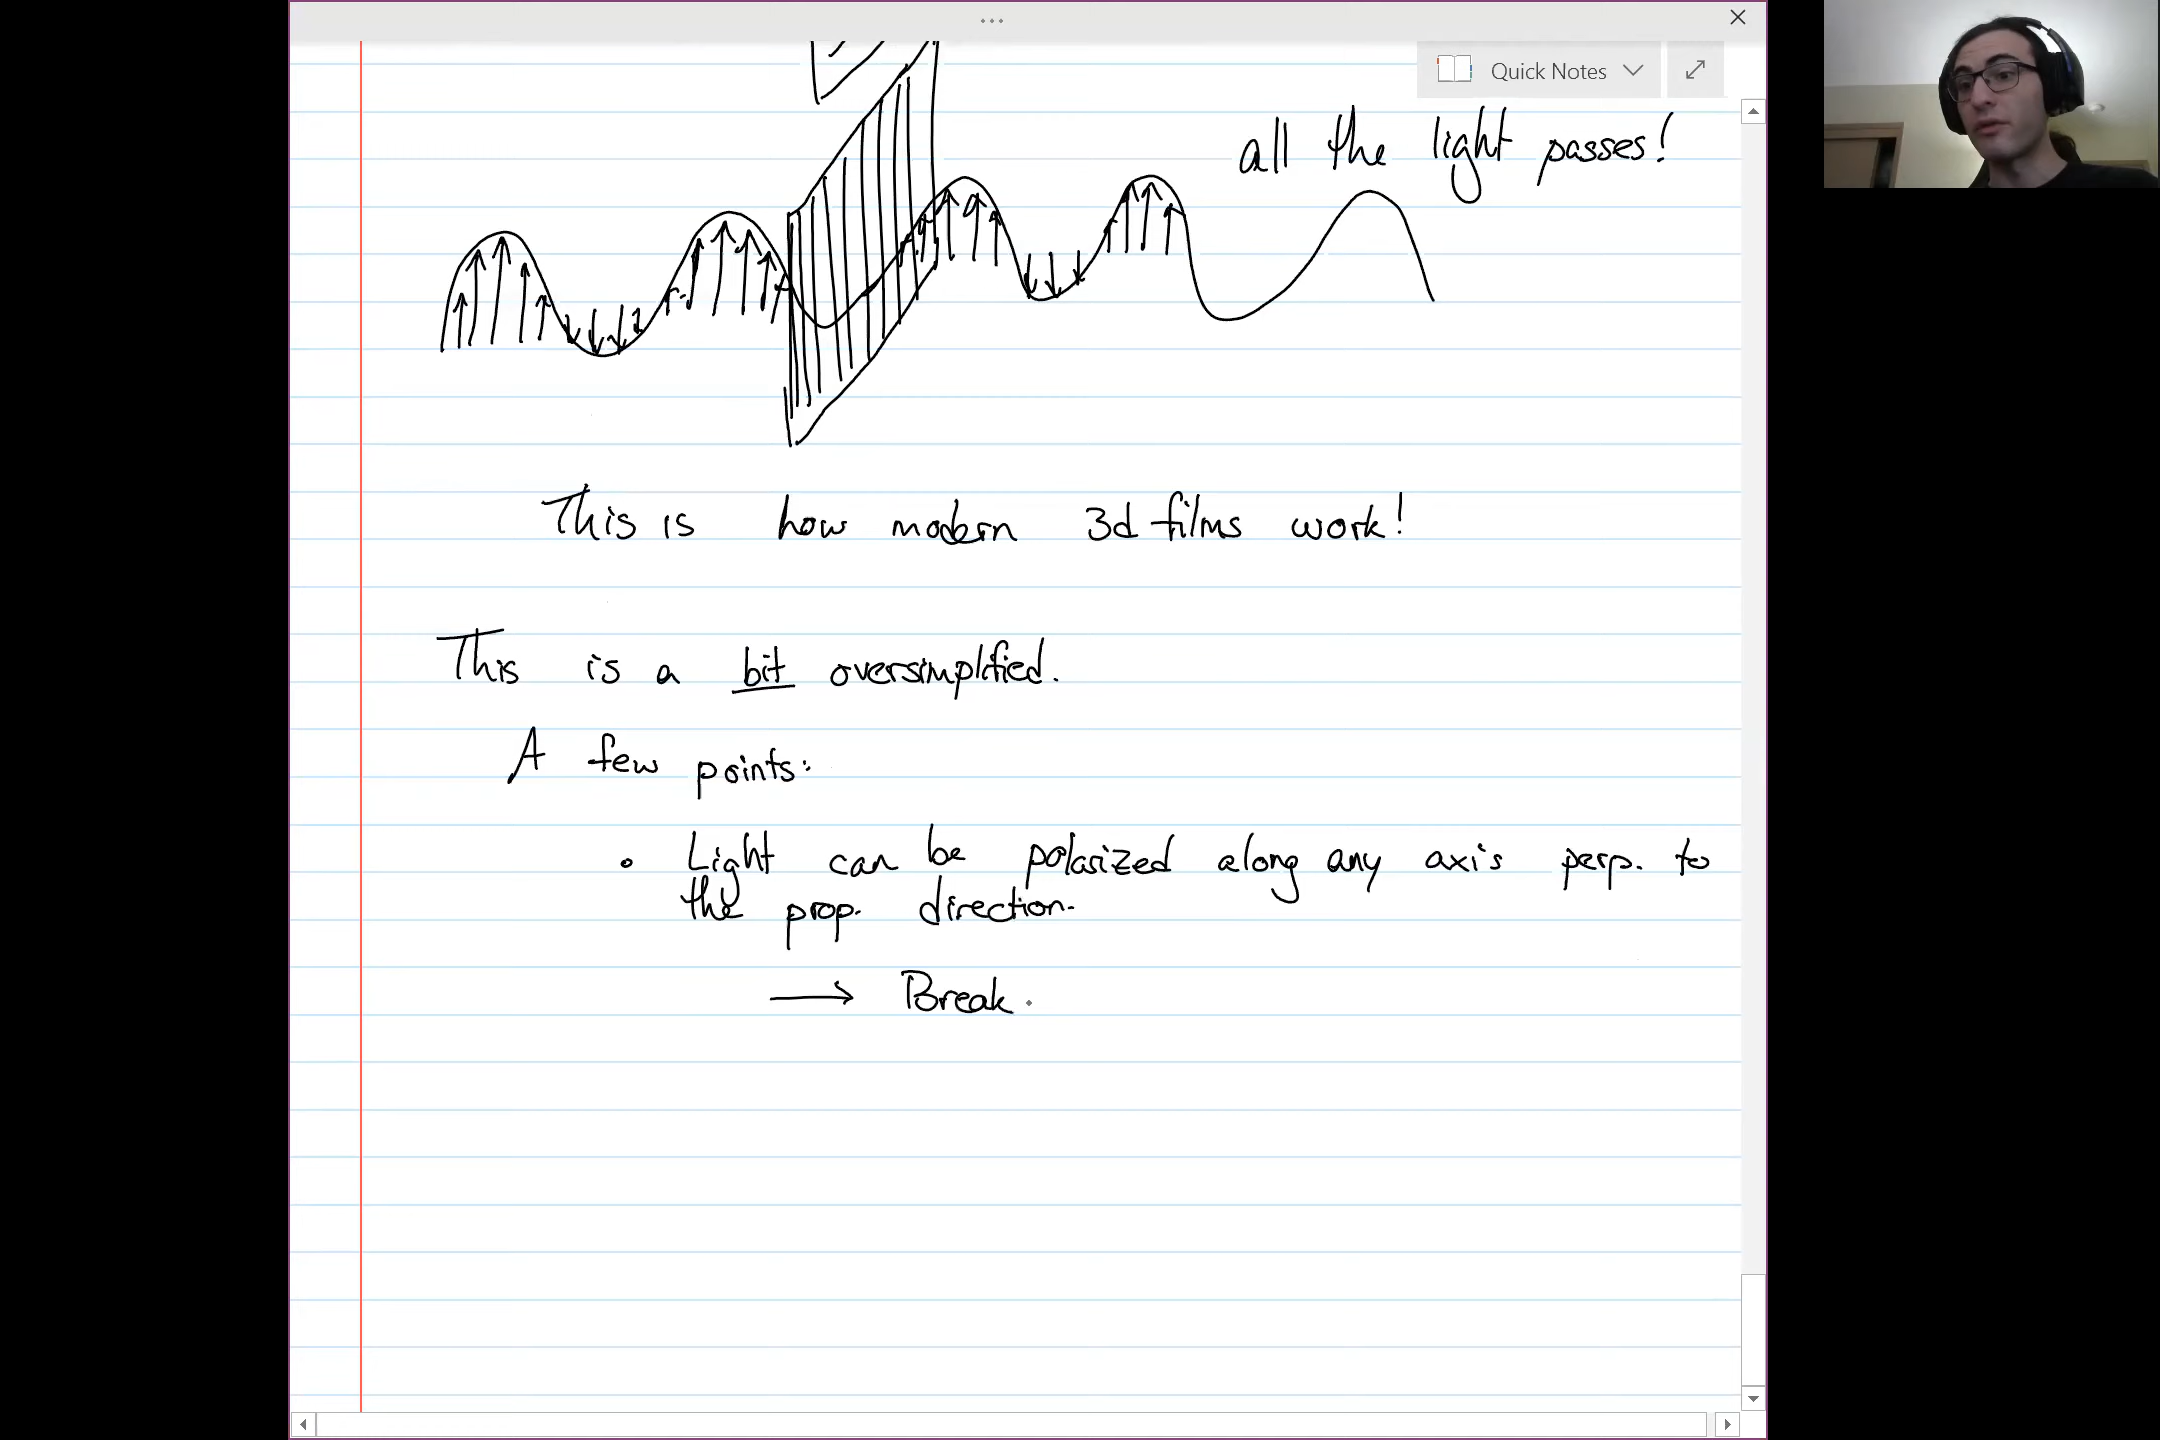 Quick Notes
all the light passes!
This is how modern 3d films work!
This is a bit oversimplified.
A few points:
• Light can be polarized along any axis perp. to
the prop. direction.
→ Break.